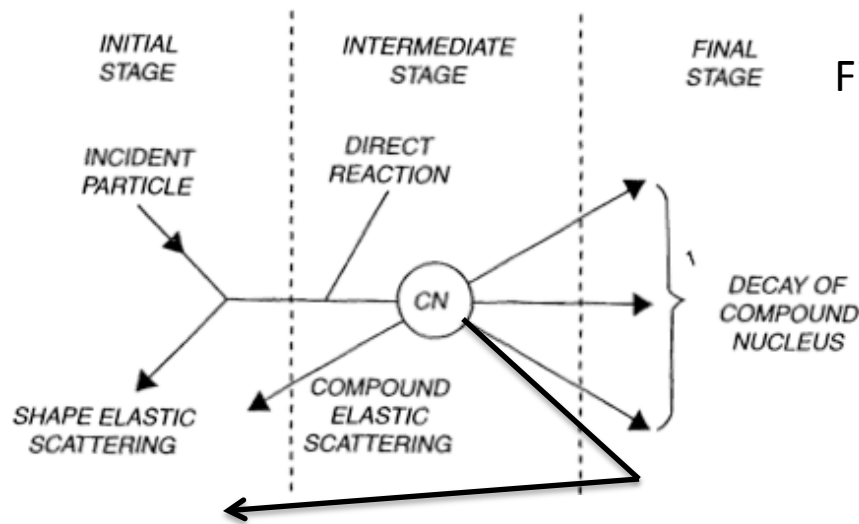 INITIAL
STAGE
INTERMEDIATE
STAGE
FINAL
STAGE
F
INCIDENT
PARTICLE
DIRECT
REACTION
CN
DECAY OF
COMPOUND
NUCLEUS
SHAPE ELASTIC
SCATTERING
COMPOUND
ELASTIC
SCATTERING